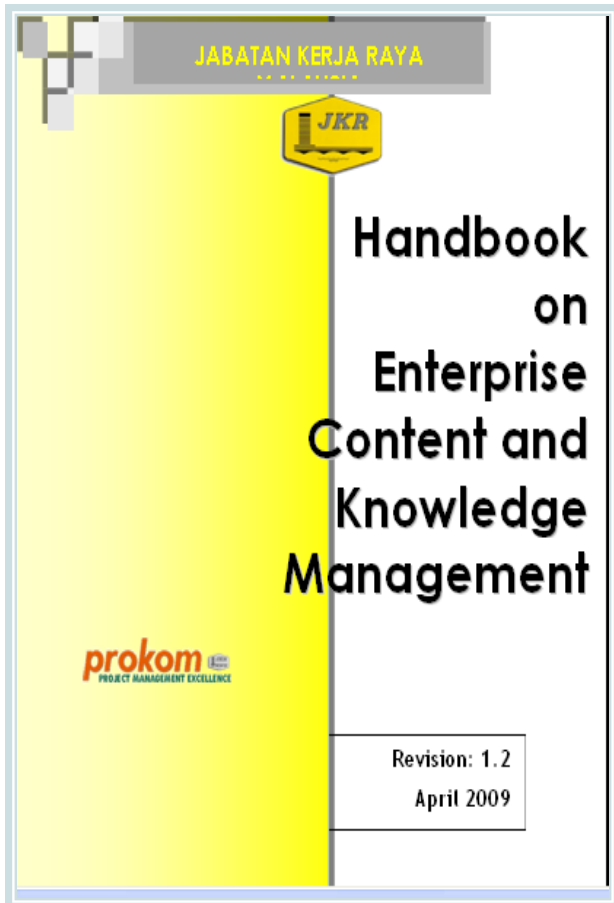 JABATAN KERJA RAYA
JKR
Handbook
on
Enterprise
Content and
Knowledge
Management
prokom
PROJECT MANAGEMENT EXCELLENCE
Revision: 1.2
April 2009